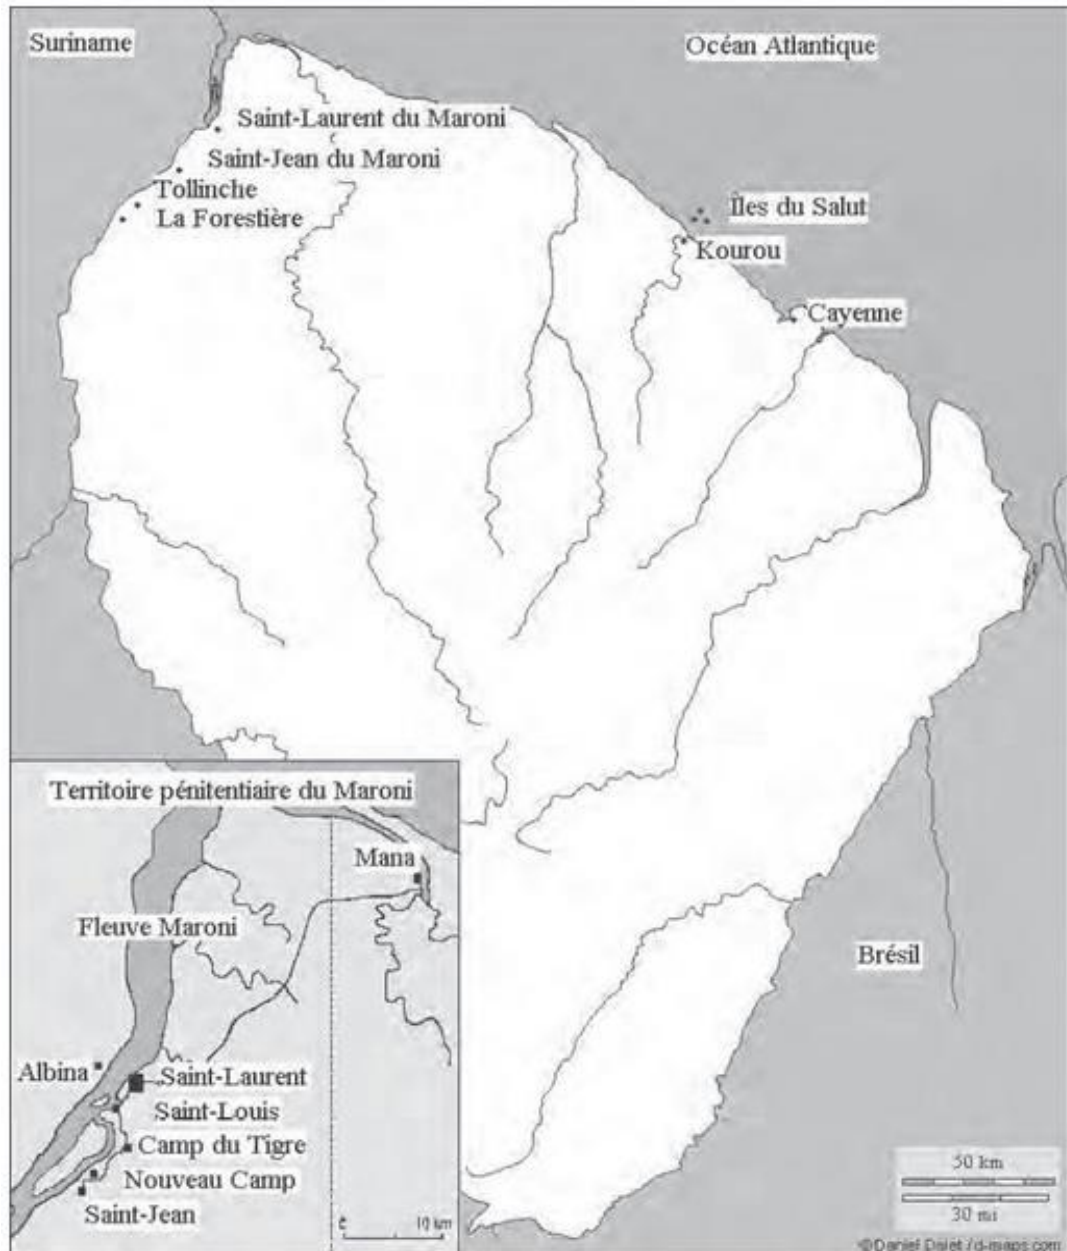 Suriname
Océan Atlantique
Saint-Laurent du Maroni
Saint-Jean du Maroni
Tollinche
La Forestière
Îles du Salut
Kourou
Cayenne
Brésil
Territoire pénitentiaire du Maroni
Mana
Fleuve Maroni
Albina
Saint-Laurent
Saint-Louis
Camp du Tigre
Nouveau Camp
Saint-Jean
10 km
50 km
30 mi
©Daniel Dalet / d-maps.com